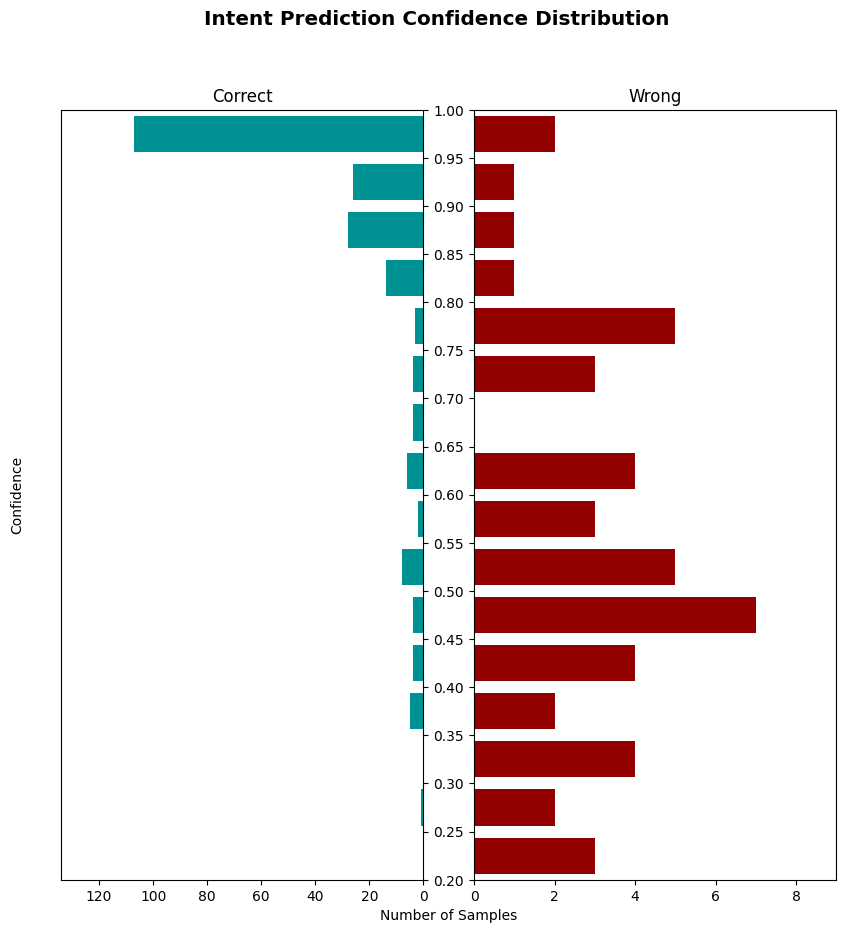 Intent Prediction Confidence Distribution
Correct
Wrong
1.00
0.95
0.90
0.85
0.80
0.75
0.70
0.65
0.60
0.55
0.50
0.45
0.40
0.35
0.30
0.25
0.20
Confidence
120 100 80 60 40 20 0
0 2 4 6 8
Number of Samples